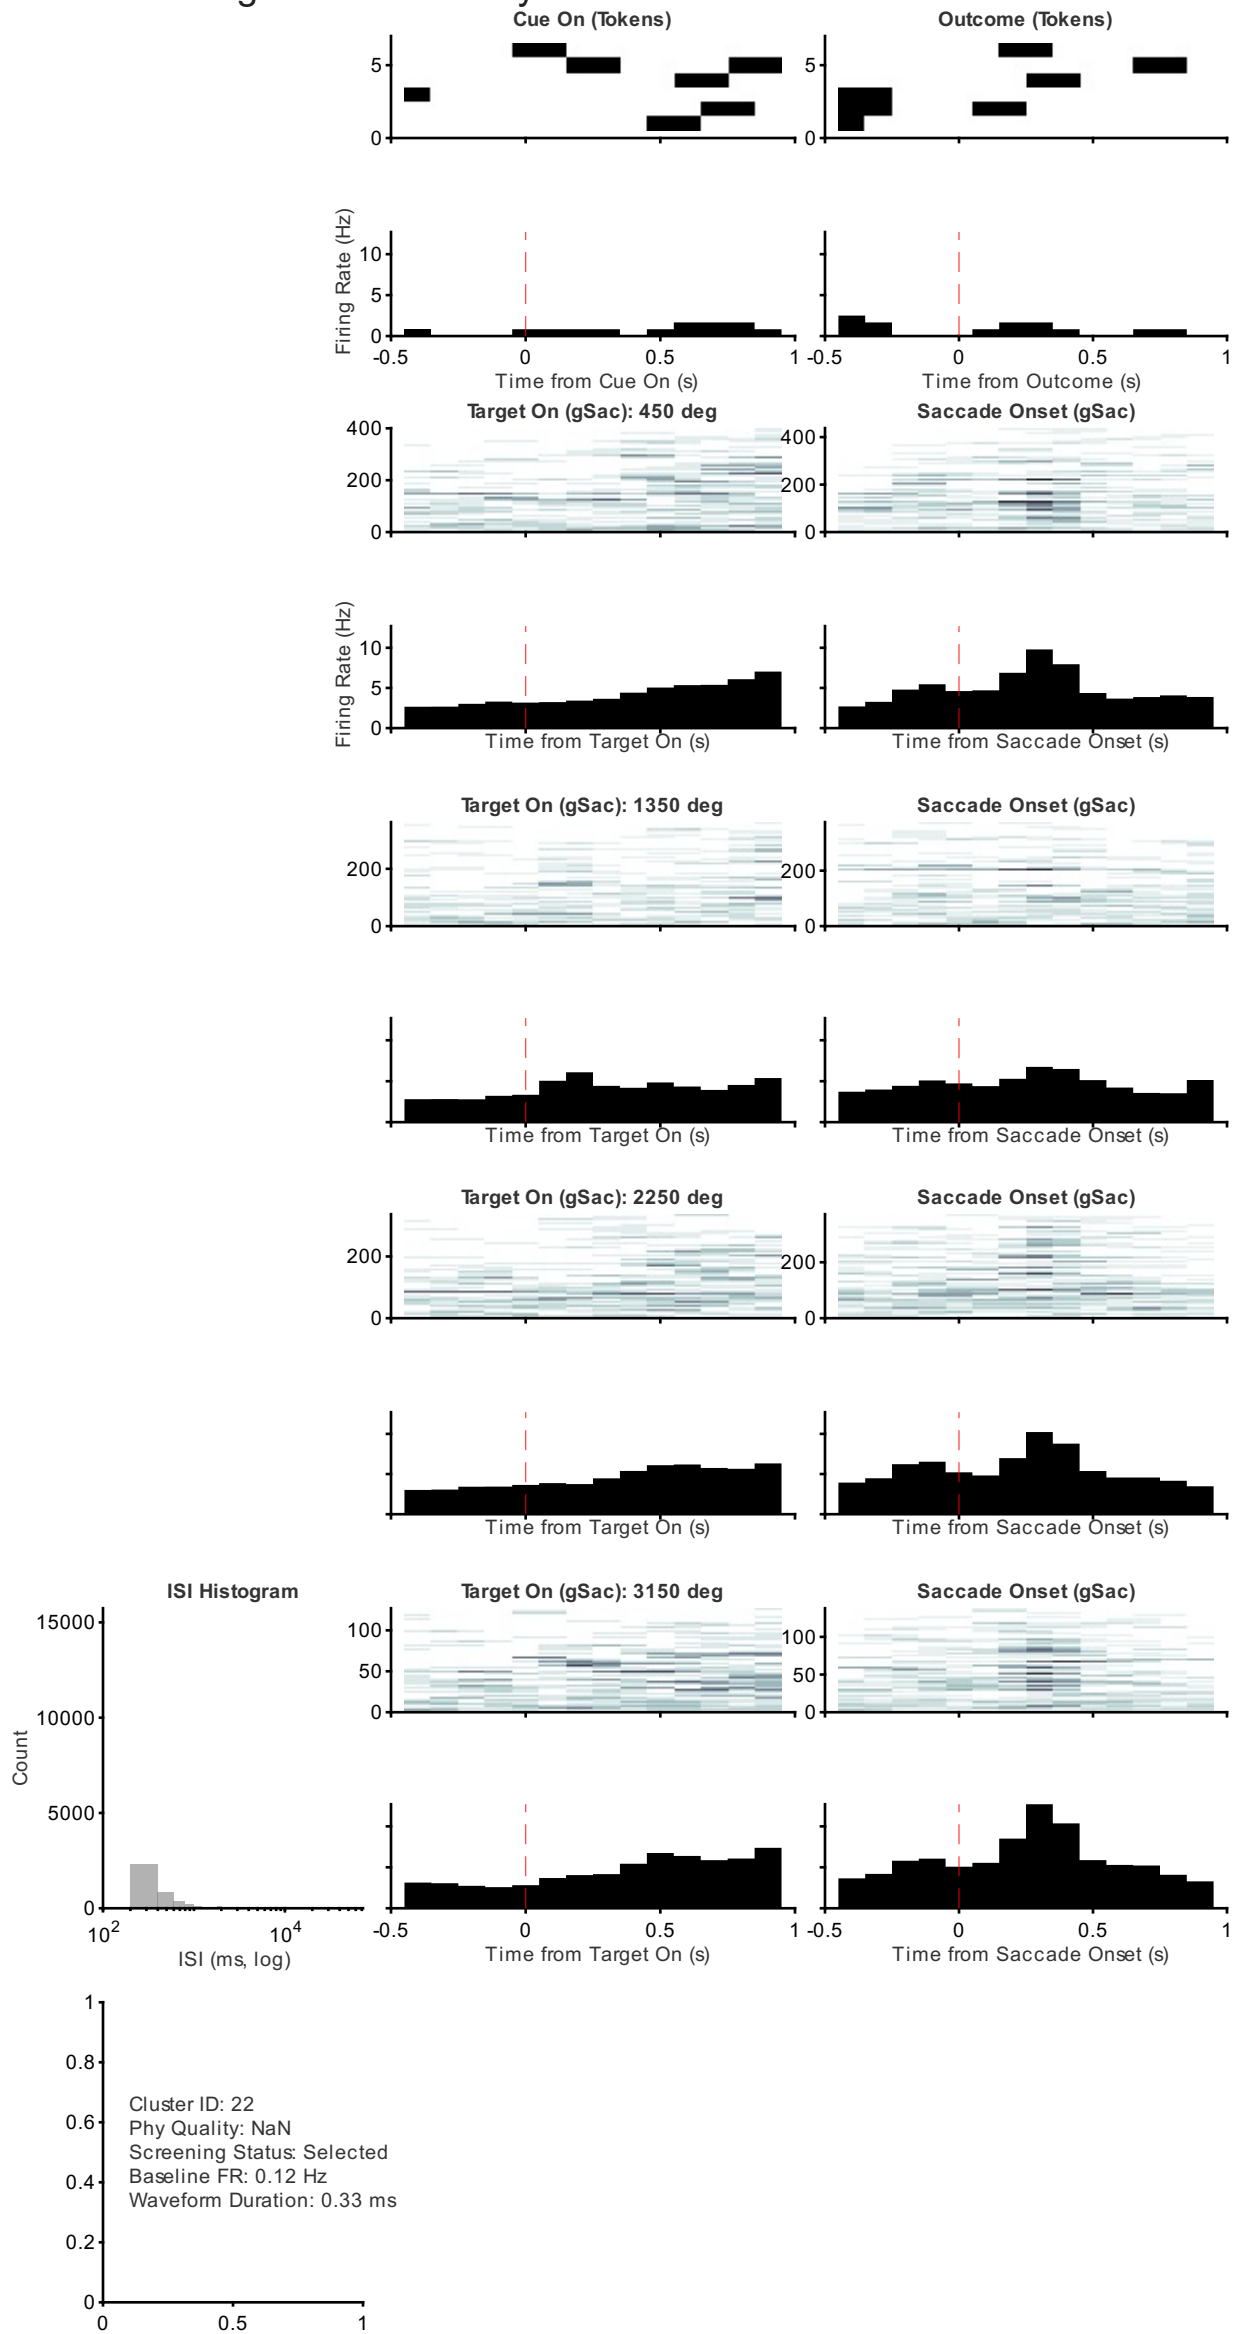 Cue On (Tokens)
Outcome (Tokens)
5
0
5
0
Firing Rate (Hz)
10
5
0
-0.5
0
0.5
1
-0.5
0
0.5
1
Time from Cue On (s)
Time from Outcome (s)
Target On (gSac): 450 deg
Saccade Onset (gSac)
400
200
0
400
200
0
Firing Rate (Hz)
10
5
0
Time from Target On (s)
Time from Saccade Onset (s)
Target On (gSac): 1350 deg
Saccade Onset (gSac)
200
0
200
0
Time from Target On (s)
Time from Saccade Onset (s)
Target On (gSac): 2250 deg
Saccade Onset (gSac)
200
0
200
0
Time from Target On (s)
Time from Saccade Onset (s)
ISI Histogram
Target On (gSac): 3150 deg
Saccade Onset (gSac)
15000
10000
5000
0
Count
10^2
10^4
ISI (ms, log)
100
50
0
100
50
0
-0.5
0
0.5
1
-0.5
0
0.5
1
Time from Target On (s)
Time from Saccade Onset (s)
1
0.8
0.6
0.4
0.2
0
Cluster ID: 22
Phy Quality: NaN
Screening Status: Selected
Baseline FR: 0.12 Hz
Waveform Duration: 0.33 ms
0
0.5
1